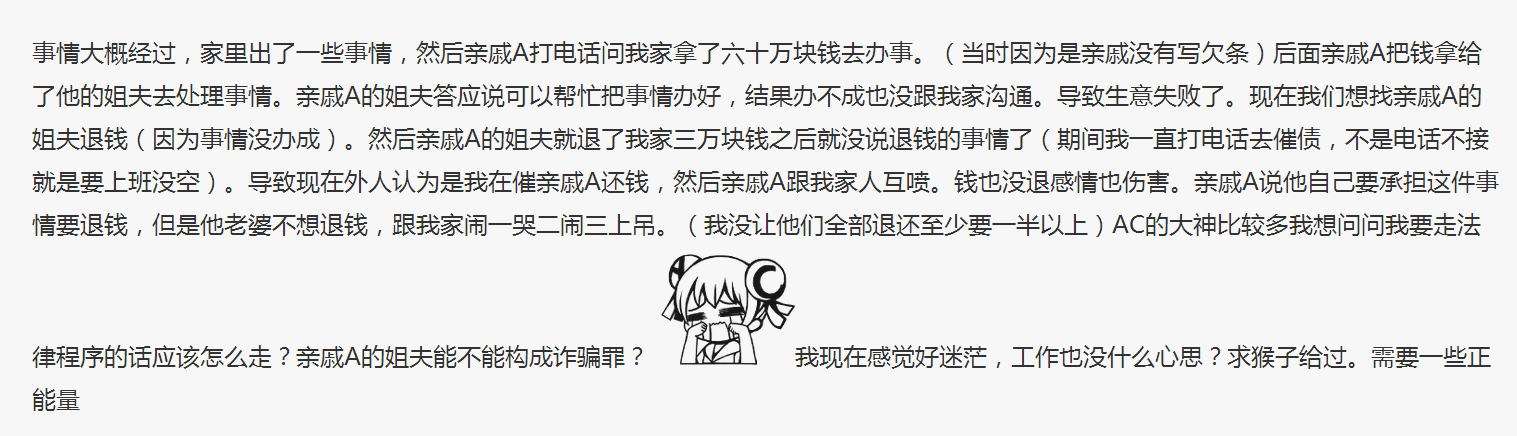 事情大概经过，家里出了一些事情，然后亲戚A打电话问我家拿了六十万块钱去办事。（当时因为是亲戚没有写欠条）后面亲戚A把钱拿给
了他的姐夫去处理事情。亲戚A的姐夫答应说可以帮忙把事情办好，结果办不成也没跟我家沟通。导致生意失败了。现在我们想找亲戚A的
姐夫退钱（因为事情没办成）。然后亲戚A的姐夫就退了我家三万块钱之后就没说退钱的事情了（期间我一直打电话去催债，不是电话不接
就是要上班没空）。导致现在外人认为是我在催亲戚A还钱，然后亲戚A跟我家人互喷。钱也没退感情也伤害。亲戚A说他自己要承担这件事
情要退钱，但是他老婆不想退钱，跟我家闹一哭二闹三上吊。（我没让他们全部退还至少要一半以上）AC的大神比较多我想问问我要走法
律程序的话应该怎么走？亲戚A的姐夫能不能构成诈骗罪？我现在感觉好迷茫，工作也没什么心思？求猴子给过。需要一些正
能量